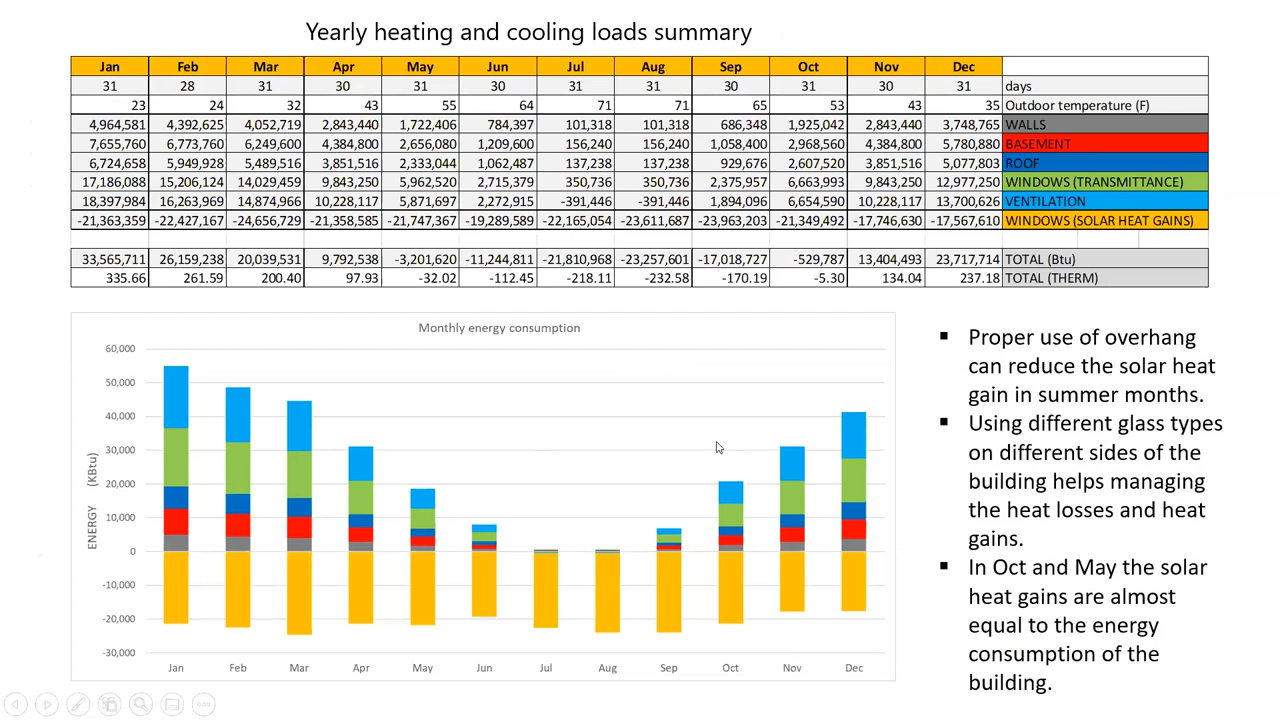 Yearly heating and cooling loads summary
Jan Feb Mar Apr May Jun Jul Aug Sep Oct Nov Dec
31 28 31 30 31 30 31 31 30 31 30 31 days
23 24 32 43 55 64 71 71 65 53 43 35 Outdoor temperature (F)
4,964,581 4,392,625 4,052,719 2,843,440 1,722,406 784,397 101,318 101,318 686,348 1,925,042 2,843,440 3,748,765 WALLS
7,655,760 6,773,760 6,249,600 4,384,800 2,656,080 1,209,600 156,240 156,240 1,058,400 2,968,560 4,384,800 5,780,880 BASEMENT
6,724,658 5,949,928 5,489,516 3,851,516 2,333,044 1,062,487 137,238 137,238 929,676 2,607,520 3,851,516 5,077,803 ROOF
17,186,088 15,206,124 14,029,459 9,843,250 5,962,520 2,715,379 350,736 350,736 2,375,957 6,663,993 9,843,250 12,977,250 WINDOWS (TRANSMITTANCE)
18,397,984 16,263,969 14,874,966 10,228,117 5,871,697 2,272,915 -391,446 -391,446 1,894,096 6,654,590 10,228,117 13,700,626 VENTILATION
-21,363,359 -22,427,167 -24,656,729 -21,358,585 -21,747,367 -19,289,589 -22,165,054 -23,611,687 -23,963,203 -21,349,492 -17,746,630 -17,567,610 WINDOWS (SOLAR HEAT GAINS)
33,565,711 26,159,238 20,039,531 9,792,538 -3,201,620 -11,244,811 -21,810,968 -23,257,601 -17,018,727 -529,787 13,404,493 23,717,714 TOTAL (Btu)
335.66 261.59 200.40 97.93 -32.02 -112.45 -218.11 -232.58 -170.19 -5.30 134.04 237.18 TOTAL (THERM)
Monthly energy consumption
60,000
50,000
40,000
30,000
20,000
10,000
0
-10,000
-20,000
-30,000
ENERGY (KBtu)
Jan Feb Mar Apr May Jun Jul Aug Sep Oct Nov Dec
▪ Proper use of overhang
can reduce the solar heat
gain in summer months.
▪ Using different glass types
on different sides of the
building helps managing
the heat losses and heat
gains.
▪ In Oct and May the solar
heat gains are almost
equal to the energy
consumption of the
building.